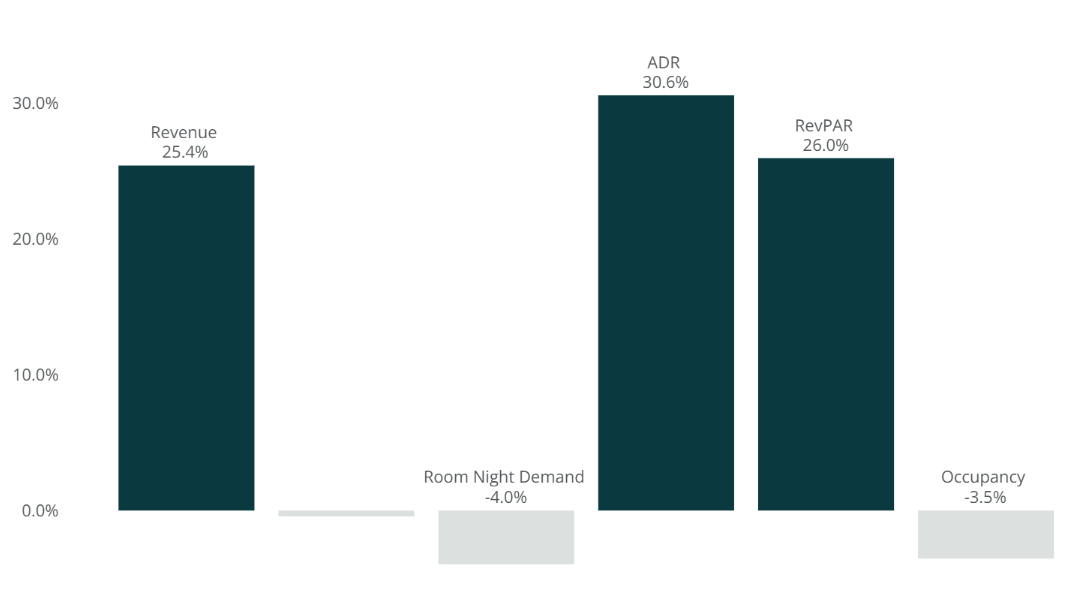 ADR
30.6%
30.0%
RevPAR
26.0%
Revenue
25.4%
20.0%
10.0%
Room Night Demand
-4.0%
Occupancy
-3.5%
0.0%